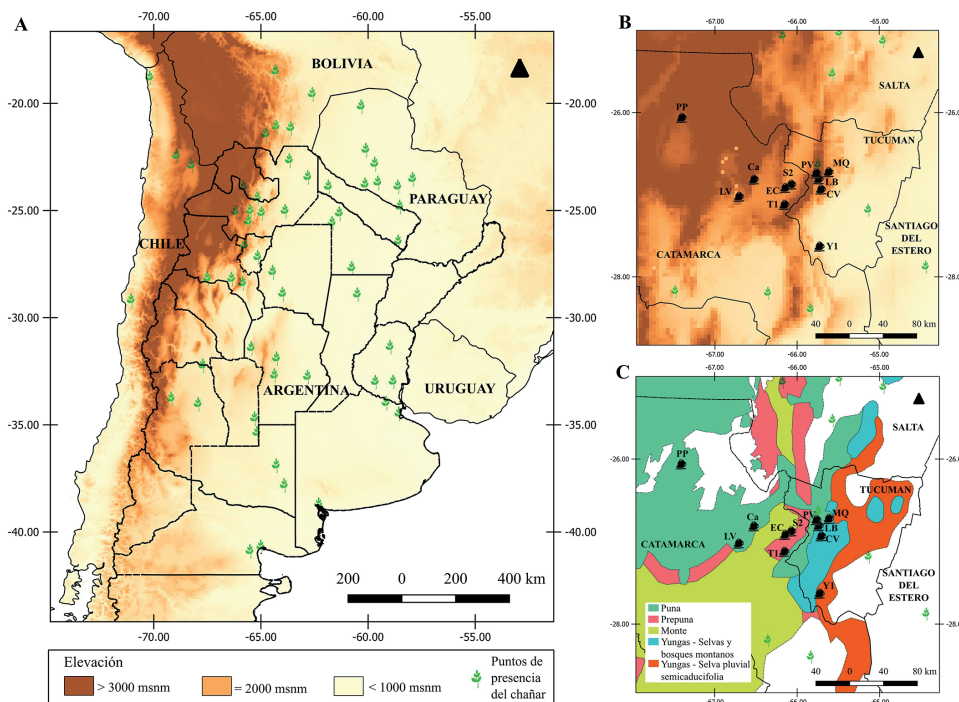 A
-70.00
-65.00
-60.00
-55.00
BOLIVIA
-20.00
-20.00
PARAGUAY
-25.00
-25.00
CHILE
-30.00
-30.00
ARGENTINA
URUGUAY
-35.00
-35.00
-40.00
-40.00
200 0 200 400 km
-70.00
-65.00
-60.00
-55.00
Elevación
> 3000 msnm
= 2000 msnm
< 1000 msnm
Puntos de
presencia
del chañar
B
-67.00
-66.00
-65.00
SALTA
-26.00
-26.00
PP
TUCUMAN
PV
MQ
Ca
S2
LB
LV
EC
CV
T1
SANTIAGO
DEL
ESTERO
Y1
CATAMARCA
-28.00
-28.00
40 0 40 80 km
-67.00
-66.00
-65.00
C
SALTA
-26.00
-26.00
PP
TUCUMAN
PV
MQ
Ca
S2
LB
EC
CV
LV
CATAMARCA
T1
SANTIAGO
DEL
ESTERO
Y1
-28.00
-28.00
Puna
Prepuna
Monte
Yungas - Selvas y
bosques montanos
Yungas - Selva pluvial
semicaducifolia
40 0 40 80 km
-67.00
-66.00
-65.00